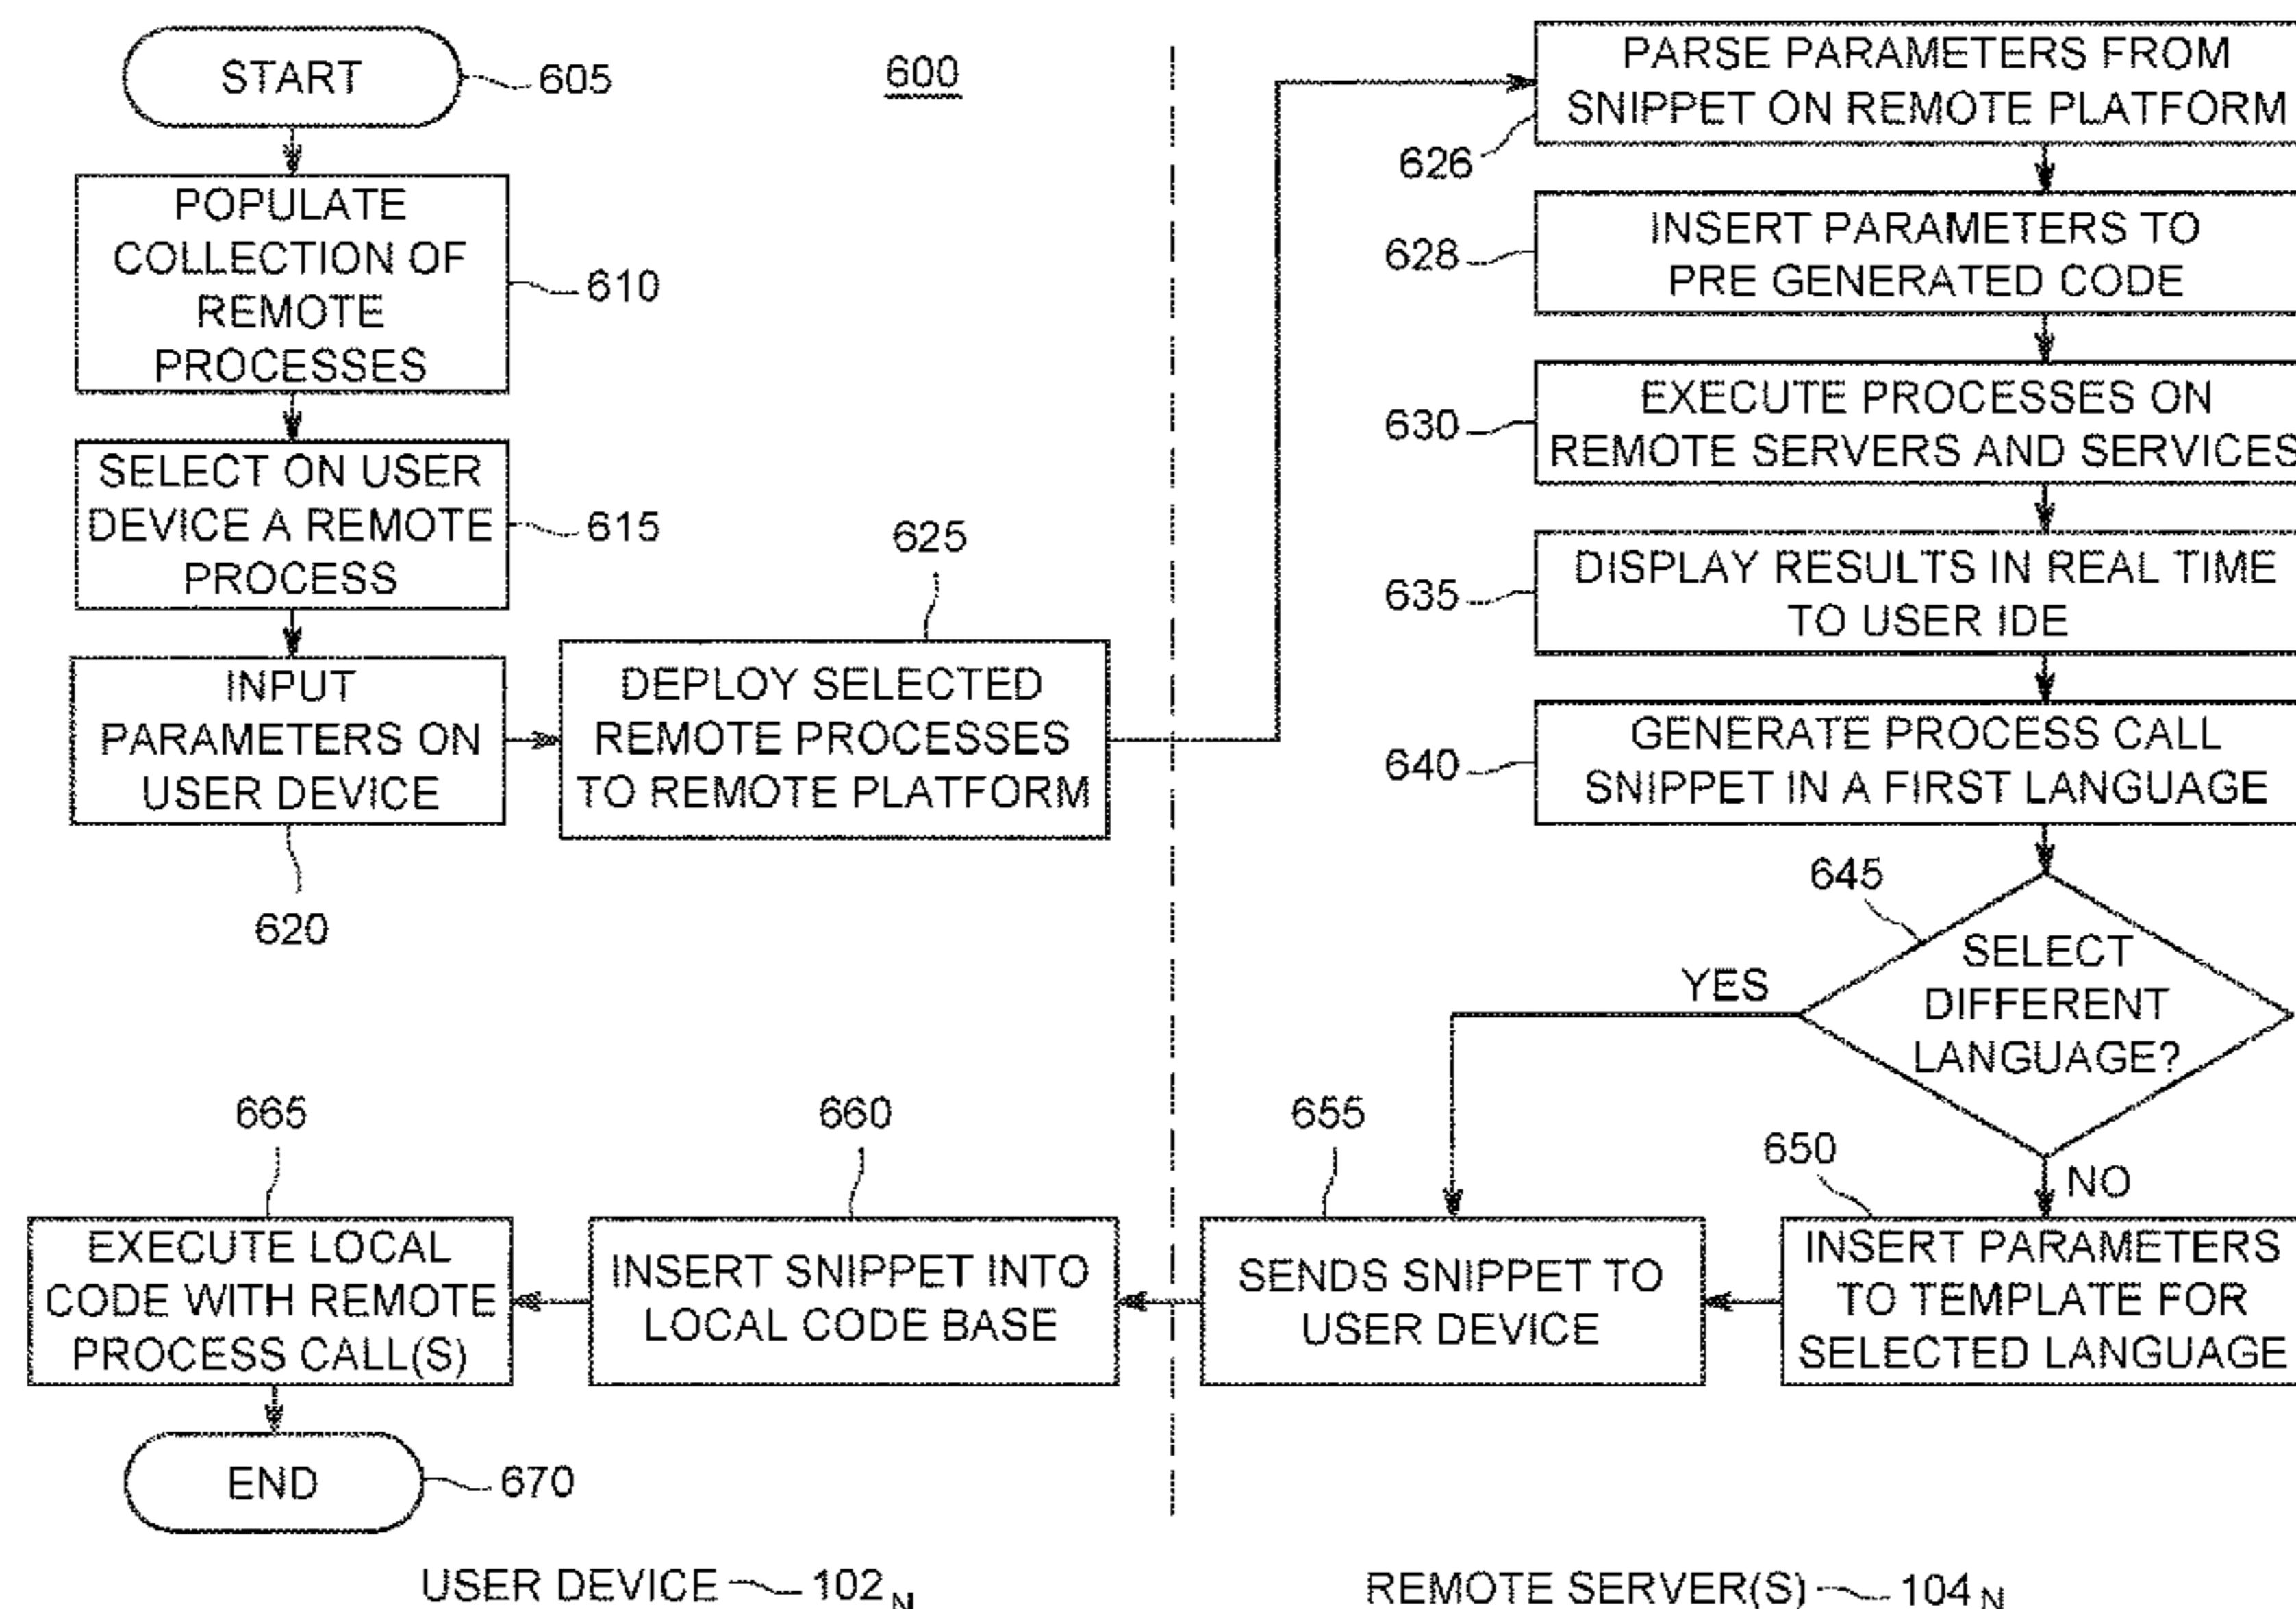 600
START
605
POPULATE
COLLECTION OF
REMOTE
PROCESSES
610
SELECT ON USER
DEVICE A REMOTE
PROCESS
615
INPUT
PARAMETERS ON
USER DEVICE
620
625
DEPLOY SELECTED
REMOTE PROCESSES
TO REMOTE PLATFORM
PARSE PARAMETERS FROM
SNIPPET ON REMOTE PLATFORM
626
INSERT PARAMETERS TO
PRE GENERATED CODE
628
EXECUTE PROCESSES ON
REMOTE SERVERS AND SERVICES
630
DISPLAY RESULTS IN REAL TIME
TO USER IDE
635
GENERATE PROCESS CALL
SNIPPET IN A FIRST LANGUAGE
640
645
SELECT
DIFFERENT
LANGUAGE?
YES
NO
650
INSERT PARAMETERS
TO TEMPLATE FOR
SELECTED LANGUAGE
655
SENDS SNIPPET TO
USER DEVICE
660
INSERT SNIPPET INTO
LOCAL CODE BASE
665
EXECUTE LOCAL
CODE WITH REMOTE
PROCESS CALL(S)
END
670
USER DEVICE 102N
REMOTE SERVER(S) 104N